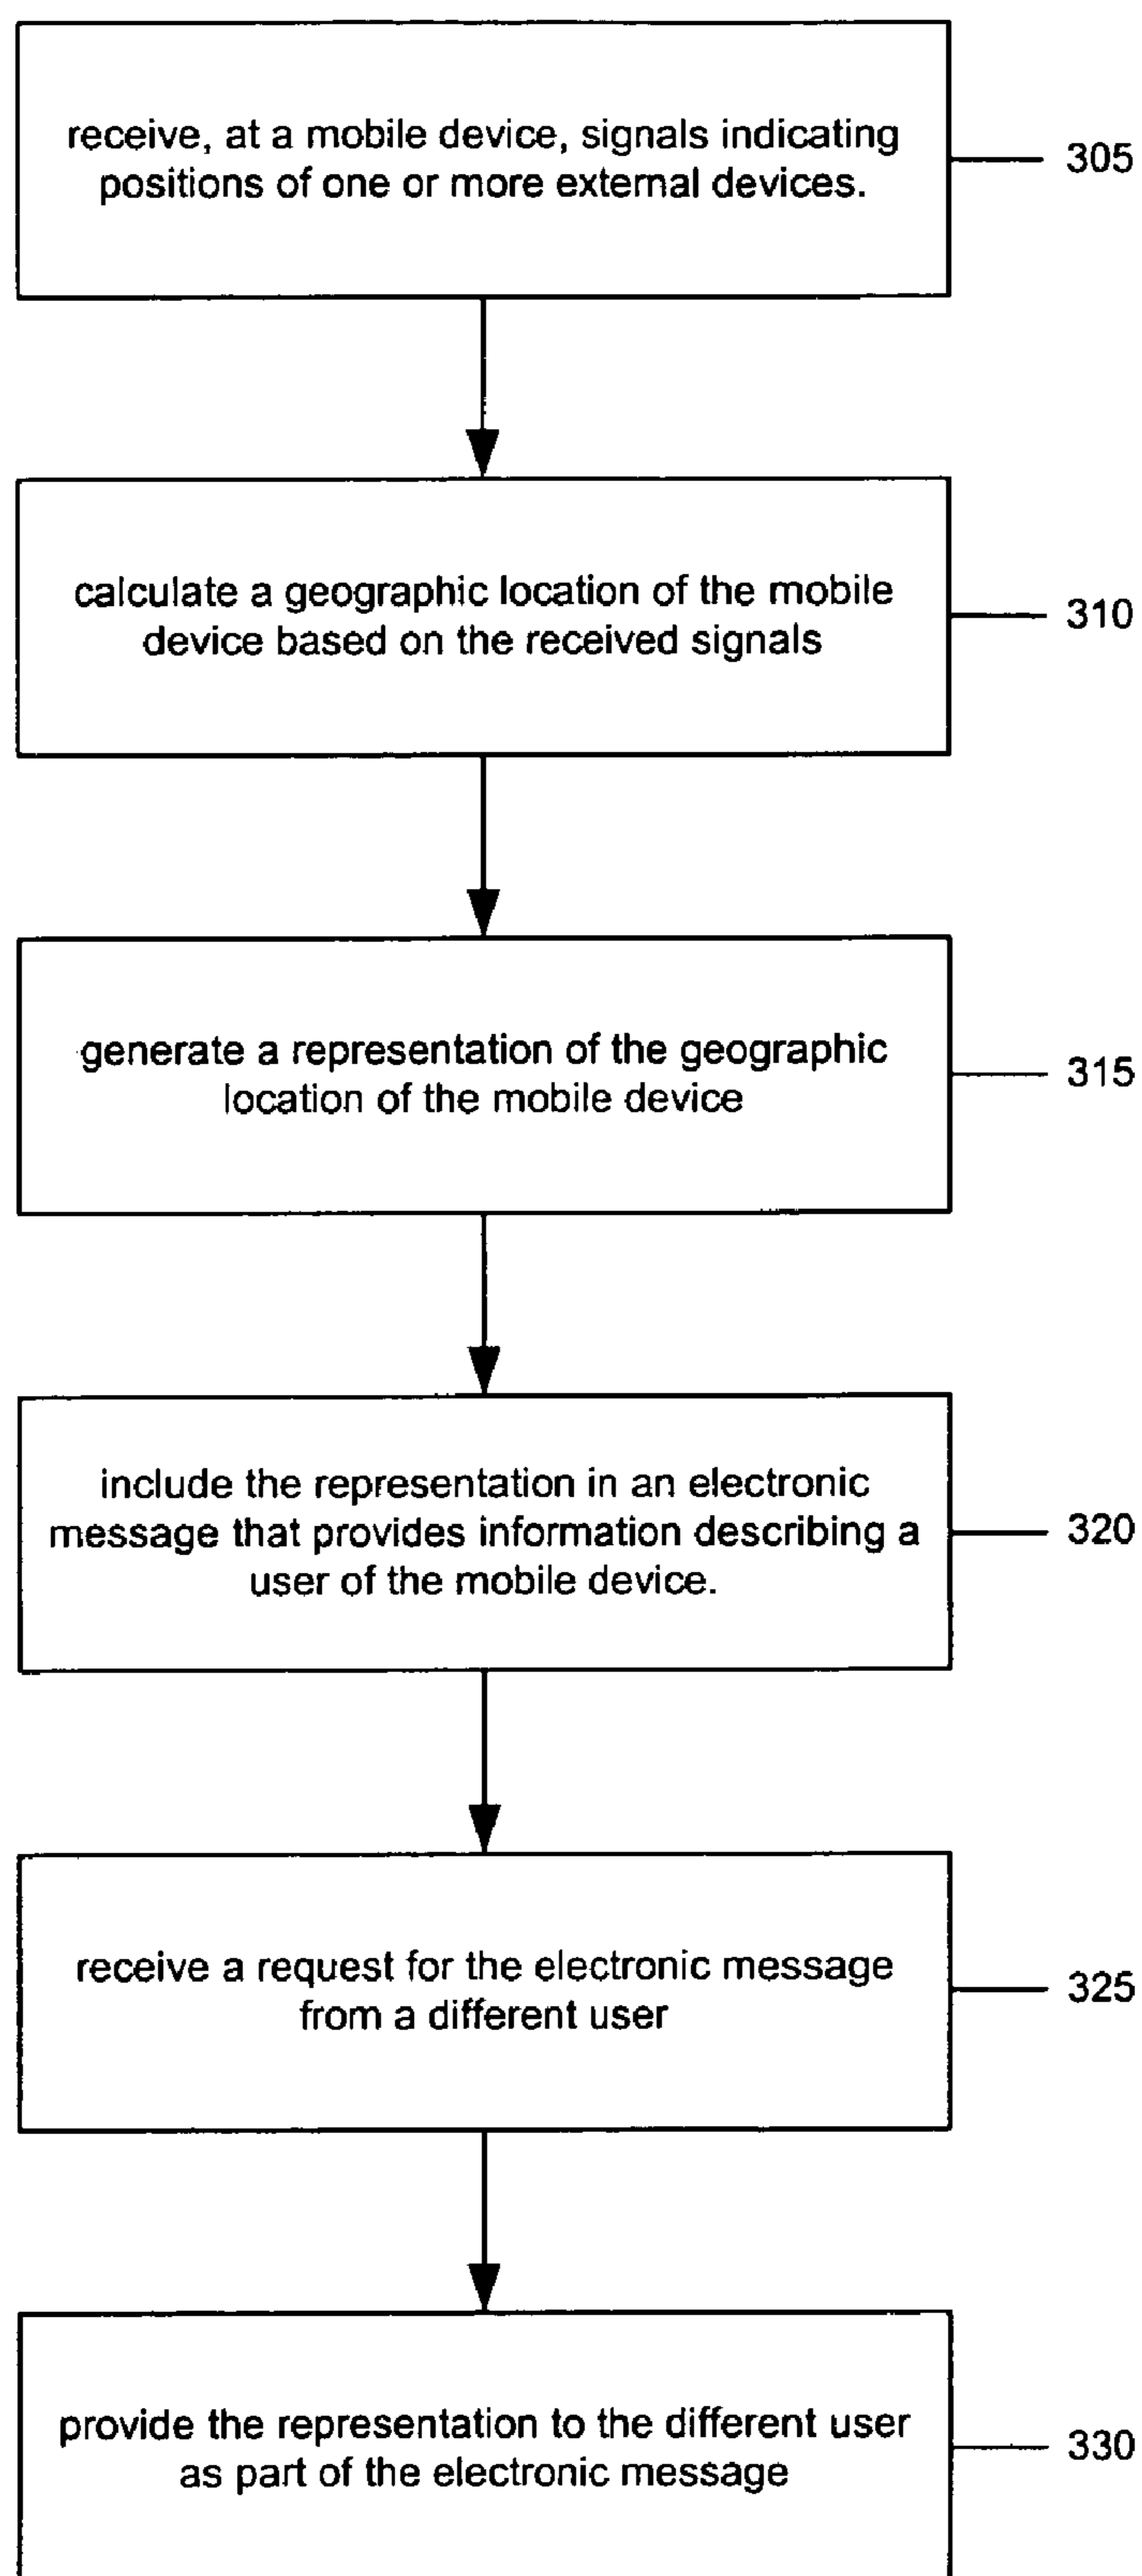 receive, at a mobile device, signals indicating
positions of one or more external devices.
305
calculate a geographic location of the mobile
device based on the received signals
310
generate a representation of the geographic
location of the mobile device
315
include the representation in an electronic
message that provides information describing a
user of the mobile device.
320
receive a request for the electronic message
from a different user
325
provide the representation to the different user
as part of the electronic message
330